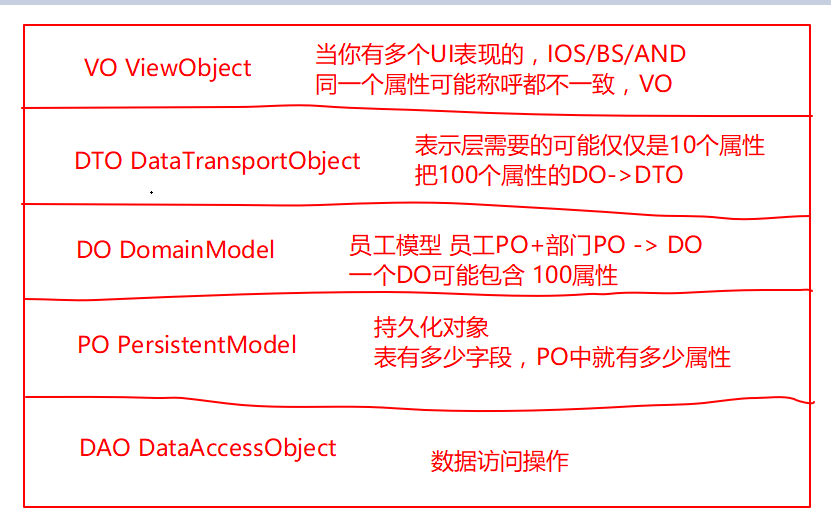 VO ViewObject
当你有多个UI表现的，IOS/BS/AND
同一个属性可能称呼都不一致，VO
DTO DataTransportObject
表示层需要的可能仅仅是10个属性
把100个属性的DO->DTO
DO DomainModel
员工模型 员工PO+部门PO -> DO
一个DO可能包含 100属性
PO PersistentModel
持久化对象
表有多少字段，PO中就有多少属性
DAO DataAccessObject
数据访问操作